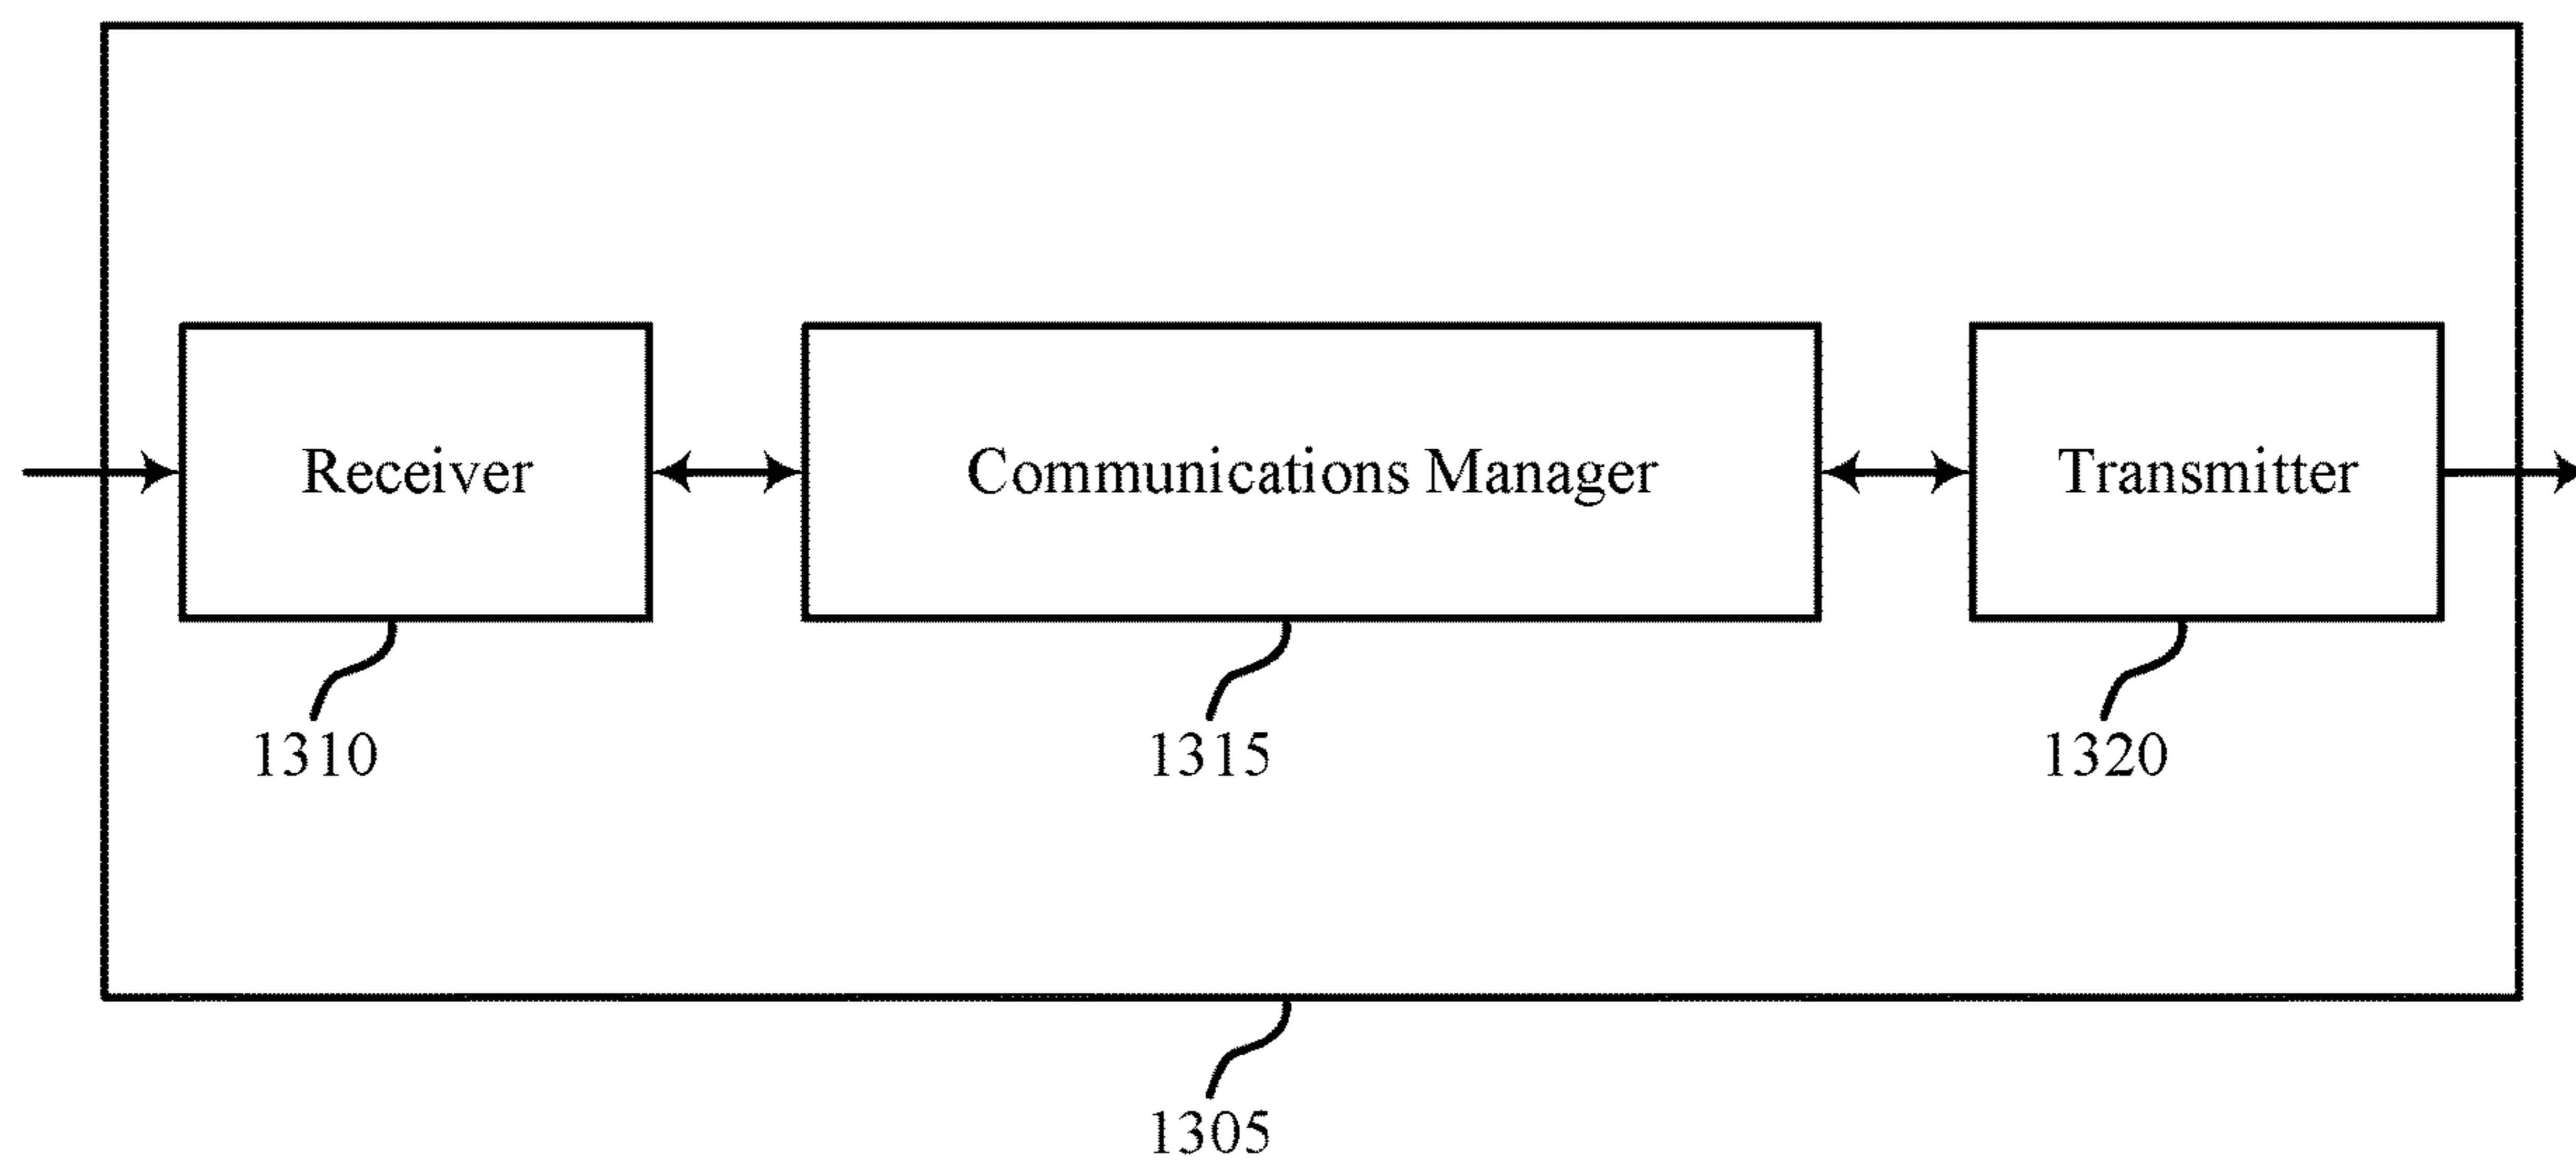 Receiver
Communications Manager
Transmitter
1310
1315
1320
1305